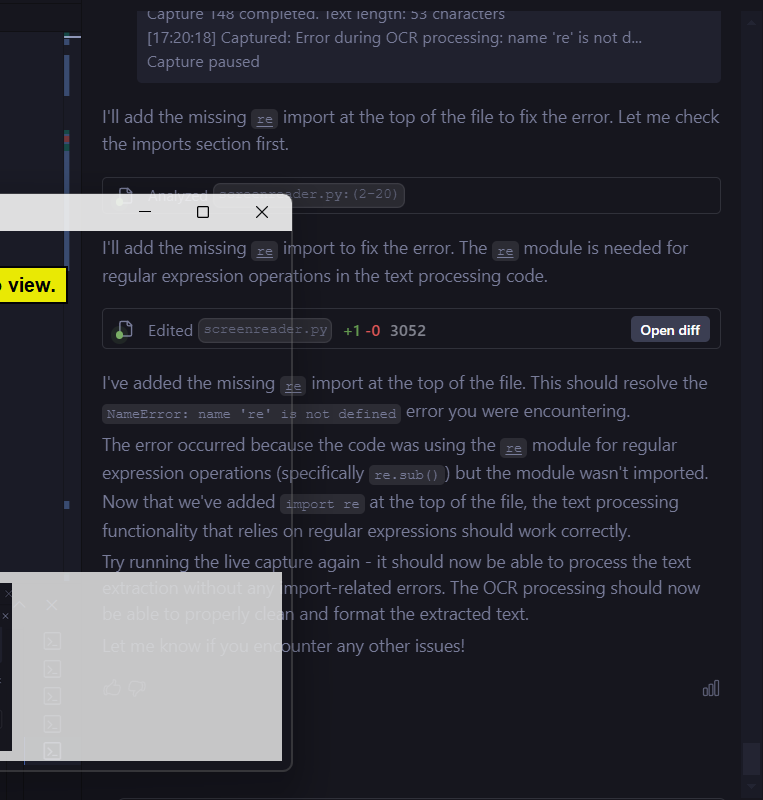 Capture 148 completed. Text length: 53 characters
[17:20:18] Captured: Error during OCR processing: name 're' is not d...
Capture paused
I'll add the missing re import at the top of the file to fix the error. Let me check
the imports section first.
Analyzed screenreader.py:(2-20)
I'll add the missing re import to fix the error. The re module is needed for
regular expression operations in the text processing code.
view.
Edited screenreader.py +1 -0 3052 Open diff
I've added the missing re import at the top of the file. This should resolve the
NameError: name 're' is not defined error you were encountering.
The error occurred because the code was using the re module for regular
expression operations (specifically re.sub()) but the module wasn't imported.
Now that we've added import re at the top of the file, the text processing
functionality that relies on regular expressions should work correctly.
Try running the live capture again - it should now be able to process the text
extraction without any import-related errors. The OCR processing should now
be able to properly clean and format the extracted text.
Let me know if you encounter any other issues!